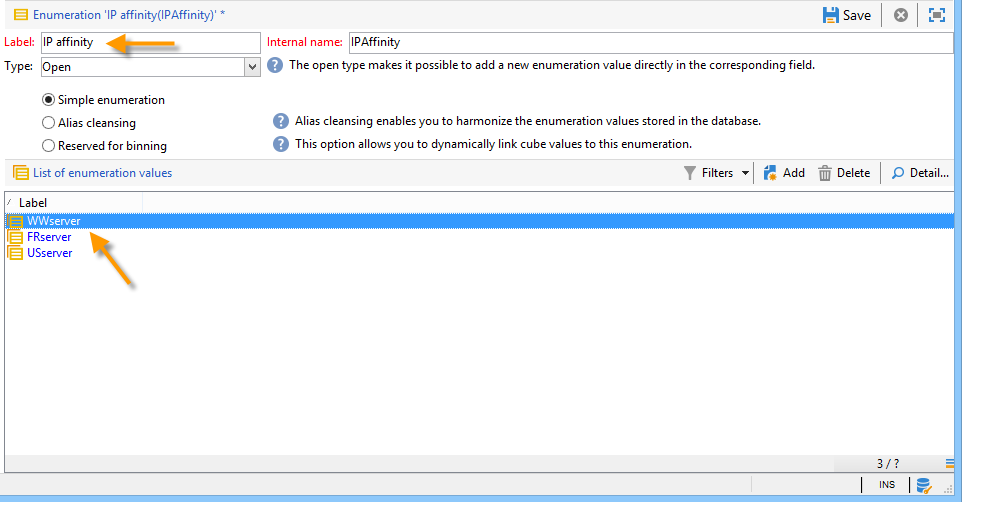 Enumeration 'IP affinity(IPAffinity)' * Save
Label: IP affinity Internal name: IPAffinity
Type: Open ? The open type makes it possible to add a new enumeration value directly in the corresponding field.
Simple enumeration
Alias cleansing ? Alias cleansing enables you to harmonize the enumeration values stored in the database.
Reserved for binning ? This option allows you to dynamically link cube values to this enumeration.
List of enumeration values Filters Add Delete Detail...
Label
WWserver
FRserver
USserver
3 / ?
INS